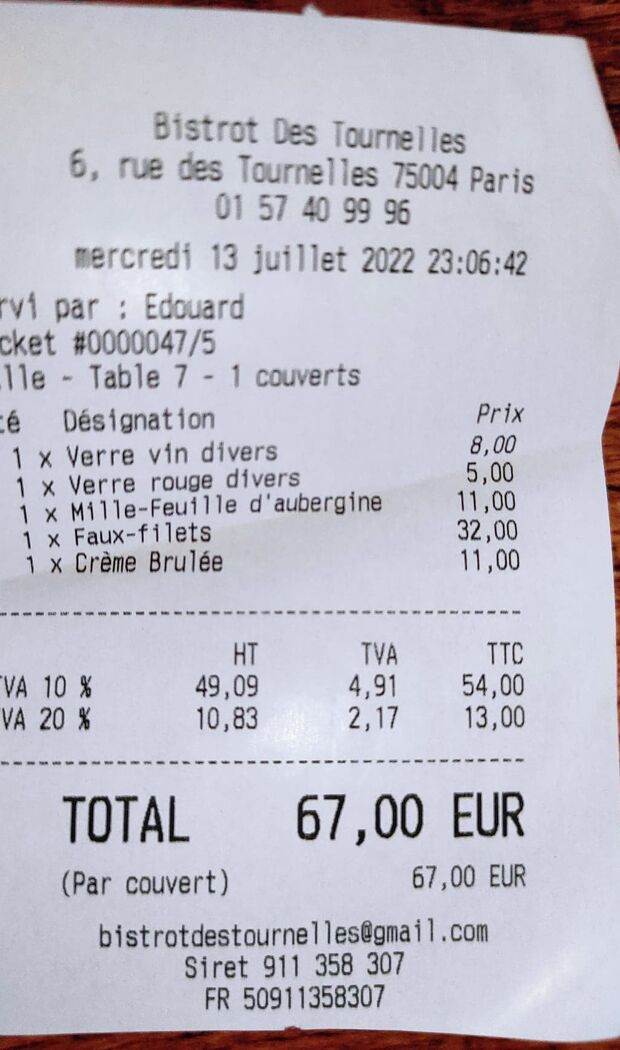 Bistrot Des Tournelles
6, rue des Tournelles 75004 Paris
01 57 40 99 96
mercredi 13 juillet 2022 23:06:42
rvi par : Edouard
cket #0000047/5
lle - Table 7 - 1 couverts
té Désignation Prix
1 x Verre vin divers 8,00
1 x Verre rouge divers 5,00
1 x Mille-Feuille d'aubergine 11,00
1 x Faux-filets 32,00
1 x Crème Brulée 11,00
HT TVA TTC
VA 10 % 49,09 4,91 54,00
VA 20 % 10,83 2,17 13,00
TOTAL 67,00 EUR
(Par couvert) 67,00 EUR
bistrotdestournelles@gmail.com
Siret 911 358 307
FR 50911358307